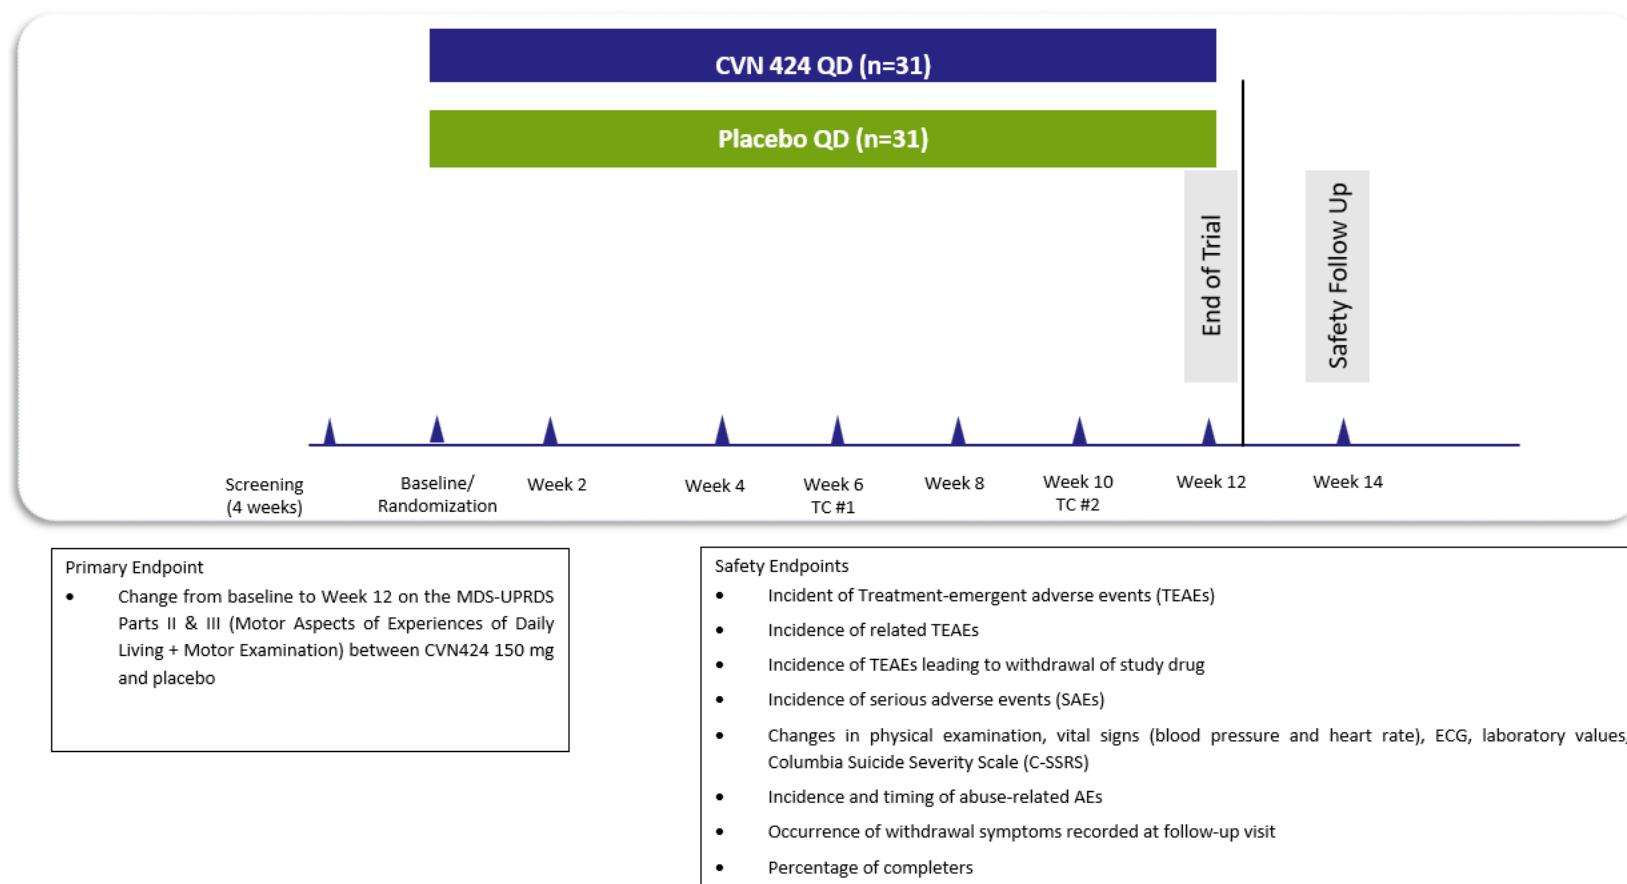 CVN 424 QD (n=31)
Placebo QD (n=31)
End of Trial
Safety Follow Up
Screening
(4 weeks)
Baseline/
Randomization
Week 2
Week 4
Week 6
TC #1
Week 8
Week 10
TC #2
Week 12
Week 14
Primary Endpoint
• Change from baseline to Week 12 on the MDS-UPRDS
Parts II & III (Motor Aspects of Experiences of Daily
Living + Motor Examination) between CVN424 150 mg
and placebo
Safety Endpoints
• Incident of Treatment-emergent adverse events (TEAEs)
• Incidence of related TEAEs
• Incidence of TEAEs leading to withdrawal of study drug
• Incidence of serious adverse events (SAEs)
• Changes in physical examination, vital signs (blood pressure and heart rate), ECG, laboratory values,
Columbia Suicide Severity Scale (C-SSRS)
• Incidence and timing of abuse-related AEs
• Occurrence of withdrawal symptoms recorded at follow-up visit
• Percentage of completers